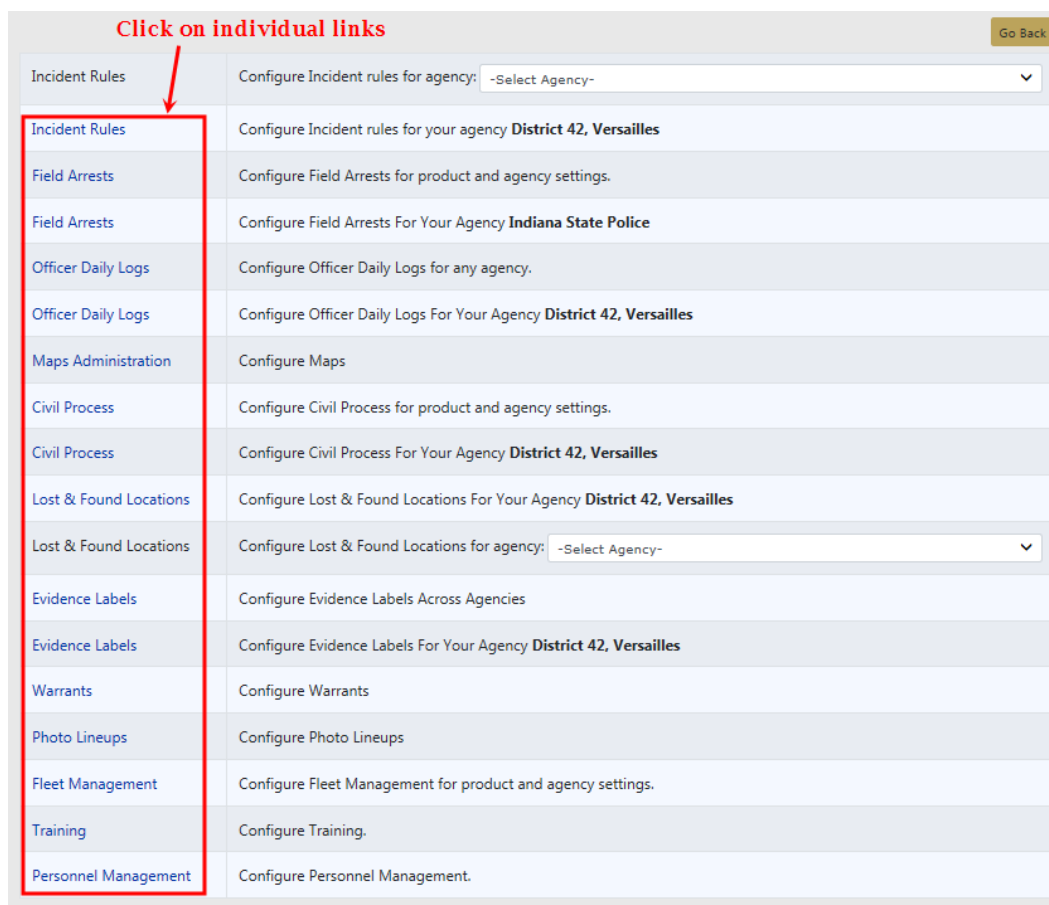 Click on individual links
Go Back
Incident Rules Configure Incident rules for agency: -Select Agency-
Incident Rules Configure Incident rules for your agency District 42, Versailles
Field Arrests Configure Field Arrests for product and agency settings.
Field Arrests Configure Field Arrests For Your Agency Indiana State Police
Officer Daily Logs Configure Officer Daily Logs for any agency.
Officer Daily Logs Configure Officer Daily Logs For Your Agency District 42, Versailles
Maps Administration Configure Maps
Civil Process Configure Civil Process for product and agency settings.
Civil Process Configure Civil Process For Your Agency District 42, Versailles
Lost & Found Locations Configure Lost & Found Locations For Your Agency District 42, Versailles
Lost & Found Locations Configure Lost & Found Locations for agency: -Select Agency-
Evidence Labels Configure Evidence Labels Across Agencies
Evidence Labels Configure Evidence Labels For Your Agency District 42, Versailles
Warrants Configure Warrants
Photo Lineups Configure Photo Lineups
Fleet Management Configure Fleet Management for product and agency settings.
Training Configure Training.
Personnel Management Configure Personnel Management.